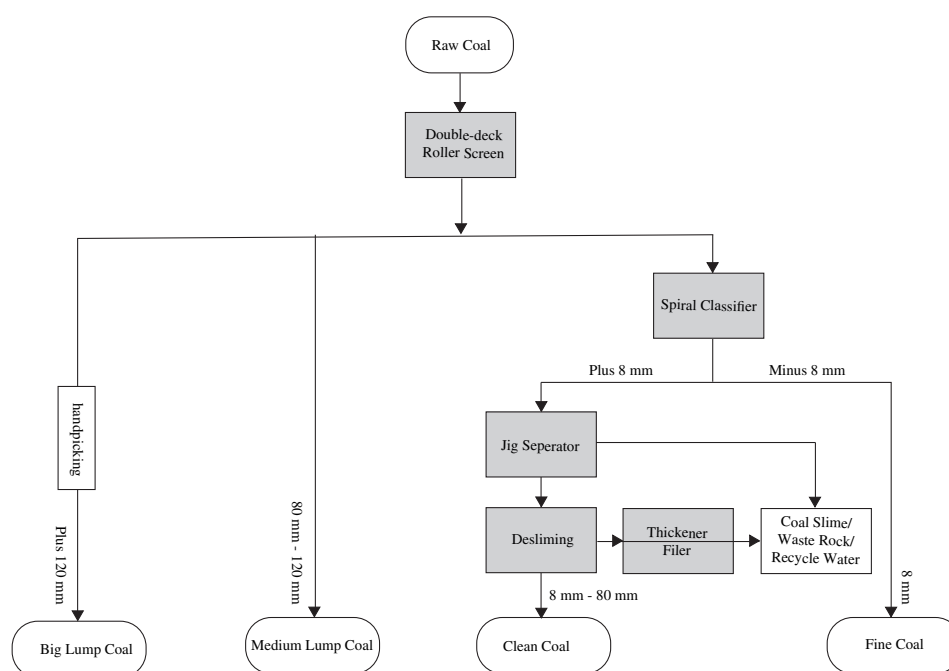 Raw Coal
Double-deck
Roller Screen
Spiral Classifier
Plus 8 mm
Minus 8 mm
handpicking
Jig Seperator
Plus 120 mm
80 mm - 120 mm
Desliming
Thickener
Filer
Coal Slime/
Waste Rock/
Recycle Water
8 mm - 80 mm
8 mm
Big Lump Coal
Medium Lump Coal
Clean Coal
Fine Coal